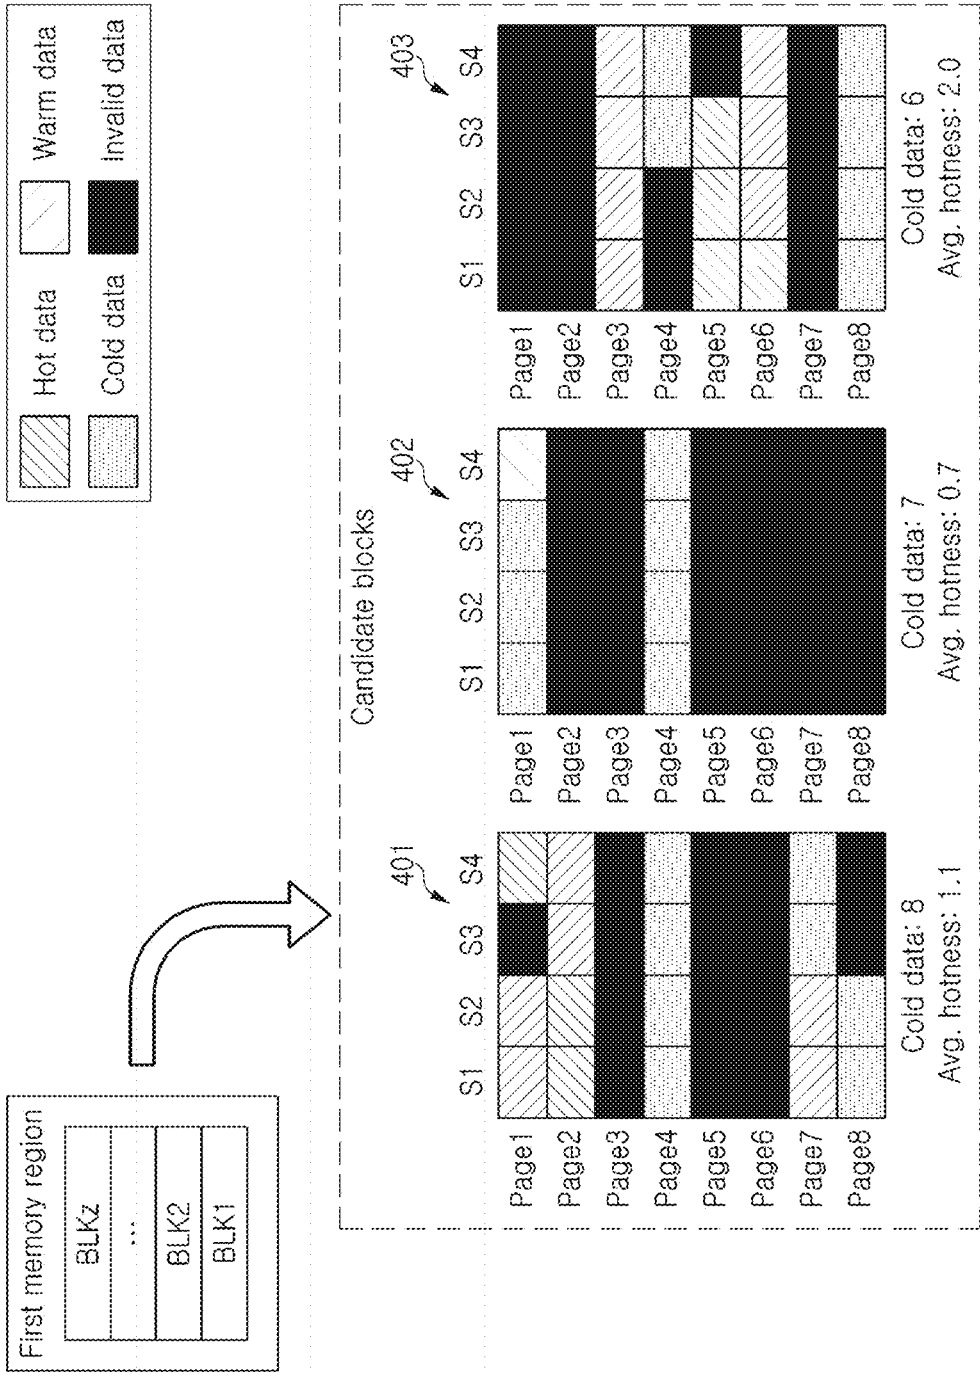 First memory region
BLKz
...
BLK2
BLK1
Hot data
Warm data
Cold data
Invalid data
Candidate blocks
401
S1 S2 S3 S4
Page1
Page2
Page3
Page4
Page5
Page6
Page7
Page8
Cold data: 8
Avg. hotness: 1.1
402
S1 S2 S3 S4
Page1
Page2
Page3
Page4
Page5
Page6
Page7
Page8
Cold data: 7
Avg. hotness: 0.7
403
S1 S2 S3 S4
Page1
Page2
Page3
Page4
Page5
Page6
Page7
Page8
Cold data: 6
Avg. hotness: 2.0